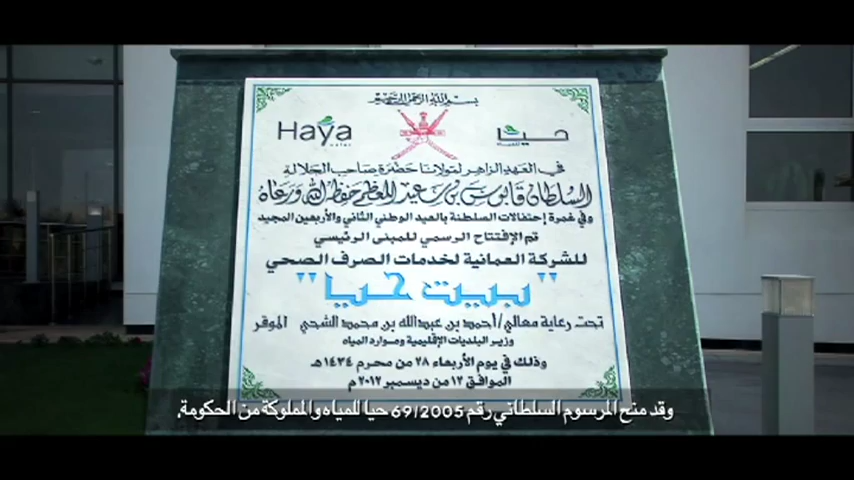 بسم الله الرحمن الرحيم
Haya
water
حيا
للمياه
في العهد الزاهر لمولانا حضرة صاحب الجلالة
السلطان قابوس بن سعيد المعظم حفظه الله ورعاه
وفي غمرة إحتفالات السلطنة بالعيد الوطني الثاني والأربعين المجيد
تم الإفتتاح الرسمي للمبنى الرئيسي
للشركة العمانية لخدمات الصرف الصحي
"بيت حيا"
تحت رعاية معالي/ أحمد بن عبدالله بن محمد الشحي الموقر
وزير البلديات الإقليمية وموارد المياه
وذلك في يوم الأربعاء ٢٨ من محرم ١٤٣٤هـ
الموافق ١٢ من ديسمبر ٢٠١٢م
وقد منح المرسوم السلطاني رقم 69/2005 حيا للمياه والمملوكة من الحكومة,